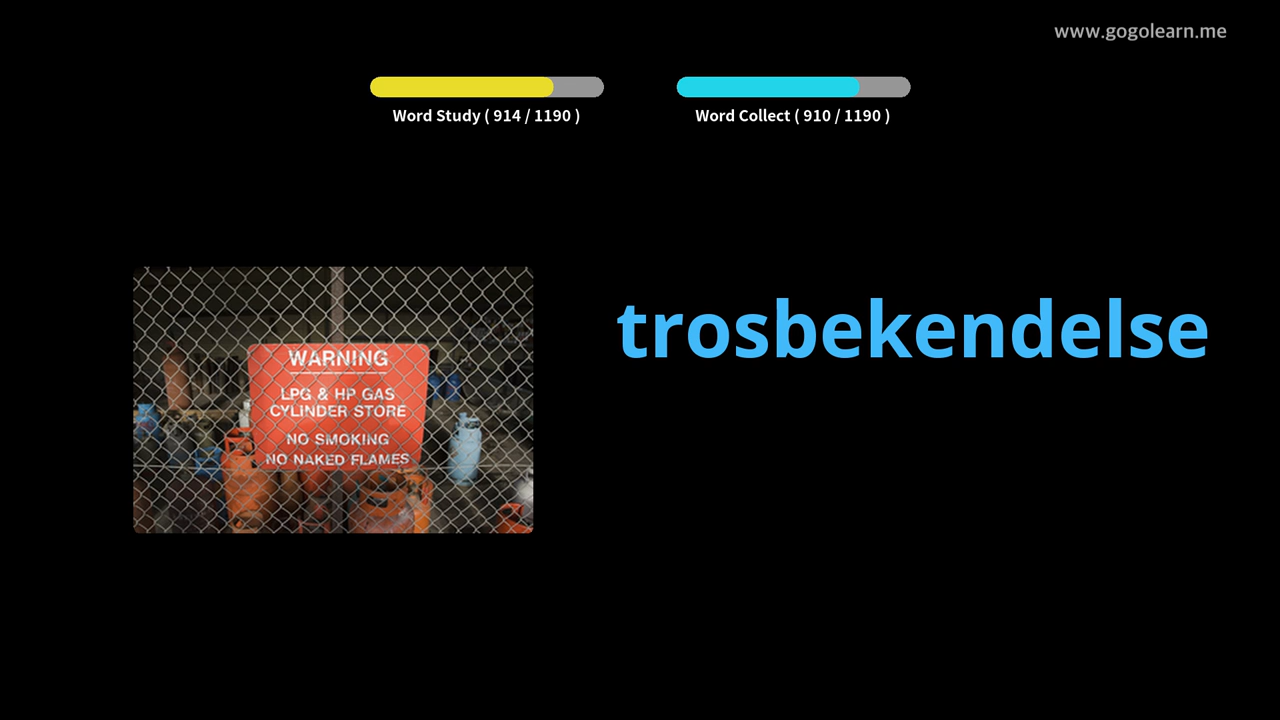 www.gogolearn.me
Word Study ( 914 / 1190 )
Word Collect ( 910 / 1190 )
trosbekendelse
WARNING
LPG & HP GAS
CYLINDER STORE
NO SMOKING
NO NAKED FLAMES